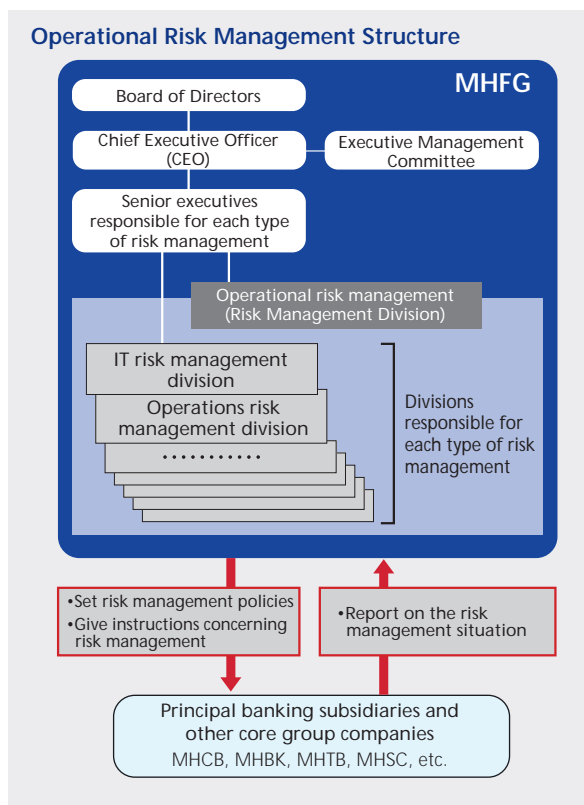 Operational Risk Management Structure
MHFG
Board of Directors
Chief Executive Officer
(CEO)
Executive Management
Committee
Senior executives
responsible for each type
of risk management
Operational risk management
(Risk Management Division)
IT risk management
division
Operations risk
management division
• • • • • • • • • • •
Divisions
responsible for
each type of risk
management
•Set risk management policies
•Give instructions concerning
risk management
•Report on the risk
management situation
Principal banking subsidiaries and
other core group companies
MHCB, MHBK, MHTB, MHSC, etc.